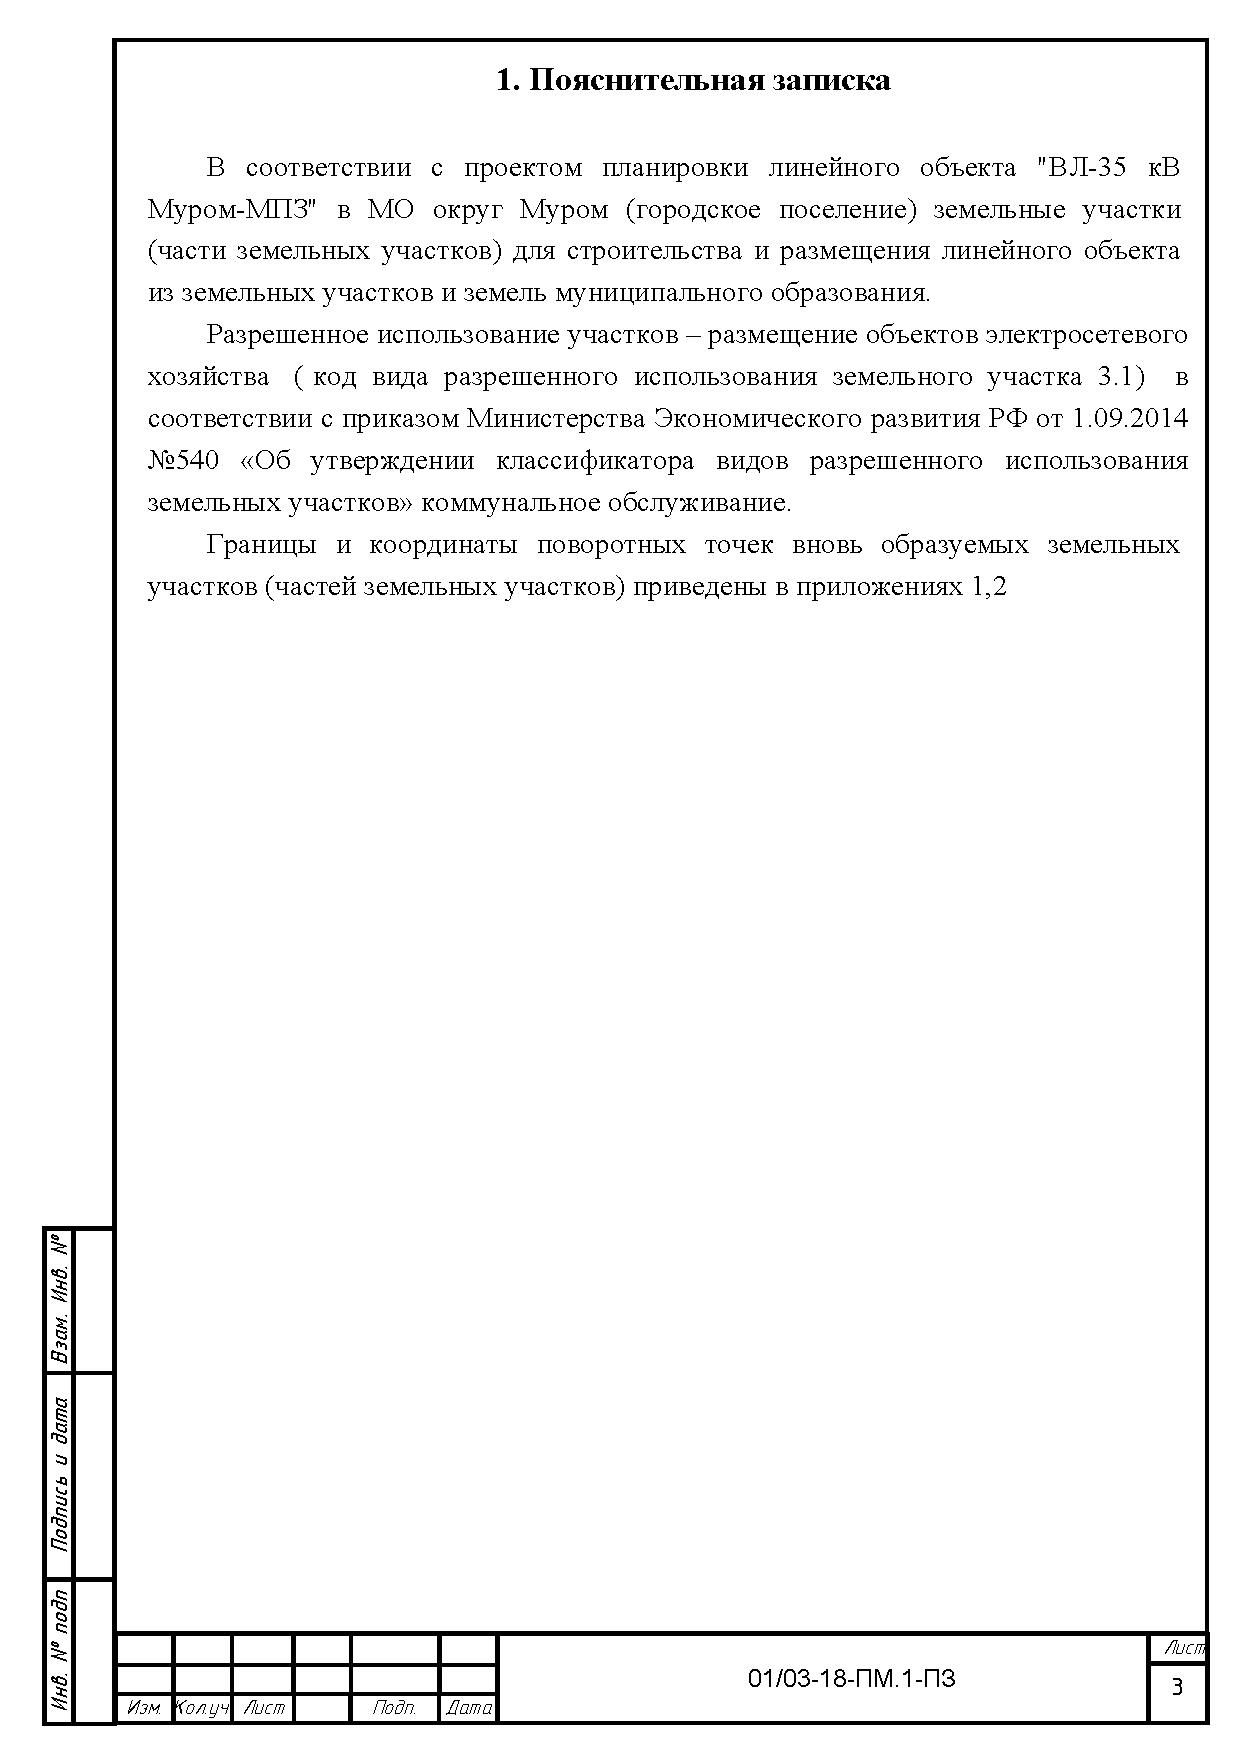 1. Пояснительная записка
В соответствии с проектом планировки линейного объекта "ВЛ-35 кВ
Муром-МПЗ" в МО округ Муром (городское поселение) земельные участки
(части земельных участков) для строительства и размещения линейного объекта
из земельных участков и земель муниципального образования.
Разрешенное использование участков – размещение объектов электросетевого
хозяйства ( код вида разрешенного использования земельного участка 3.1) в
соответствии с приказом Министерства Экономического развития РФ от 1.09.2014
№540 «Об утверждении классификатора видов разрешенного использования
земельных участков» коммунальное обслуживание.
Границы и координаты поворотных точек вновь образуемых земельных
участков (частей земельных участков) приведены в приложениях 1,2
Взам. Инв. №
Подпись и дата
Инв. № подп
Изм. Кол.уч Лист Подп. Дата
01/03-18-ПМ.1-ПЗ
Лист
3